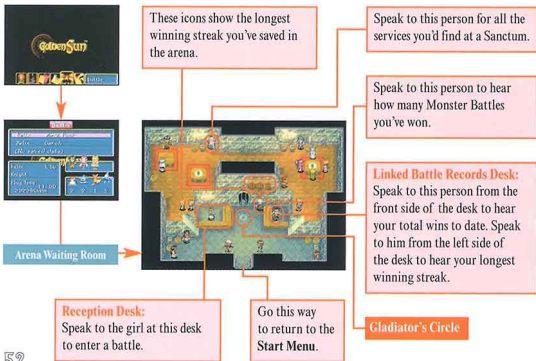 These icons show the longest
winning streak you've saved in
the arena.
Speak to this person for all the
services you'd find at a Sanctum.
Golden Sun
Battle
Speak to this person to hear
how many Monster Battles
you've won.
Linked Battle Records Desk:
Speak to this person from the
front side of the desk to hear
your total wins to date. Speak
to him from the left side of
the desk to hear your longest
winning streak.
Arena Waiting Room
Reception Desk:
Speak to the girl at this desk
to enter a battle.
Go this way
to return to the
Start Menu.
Gladiator's Circle
52